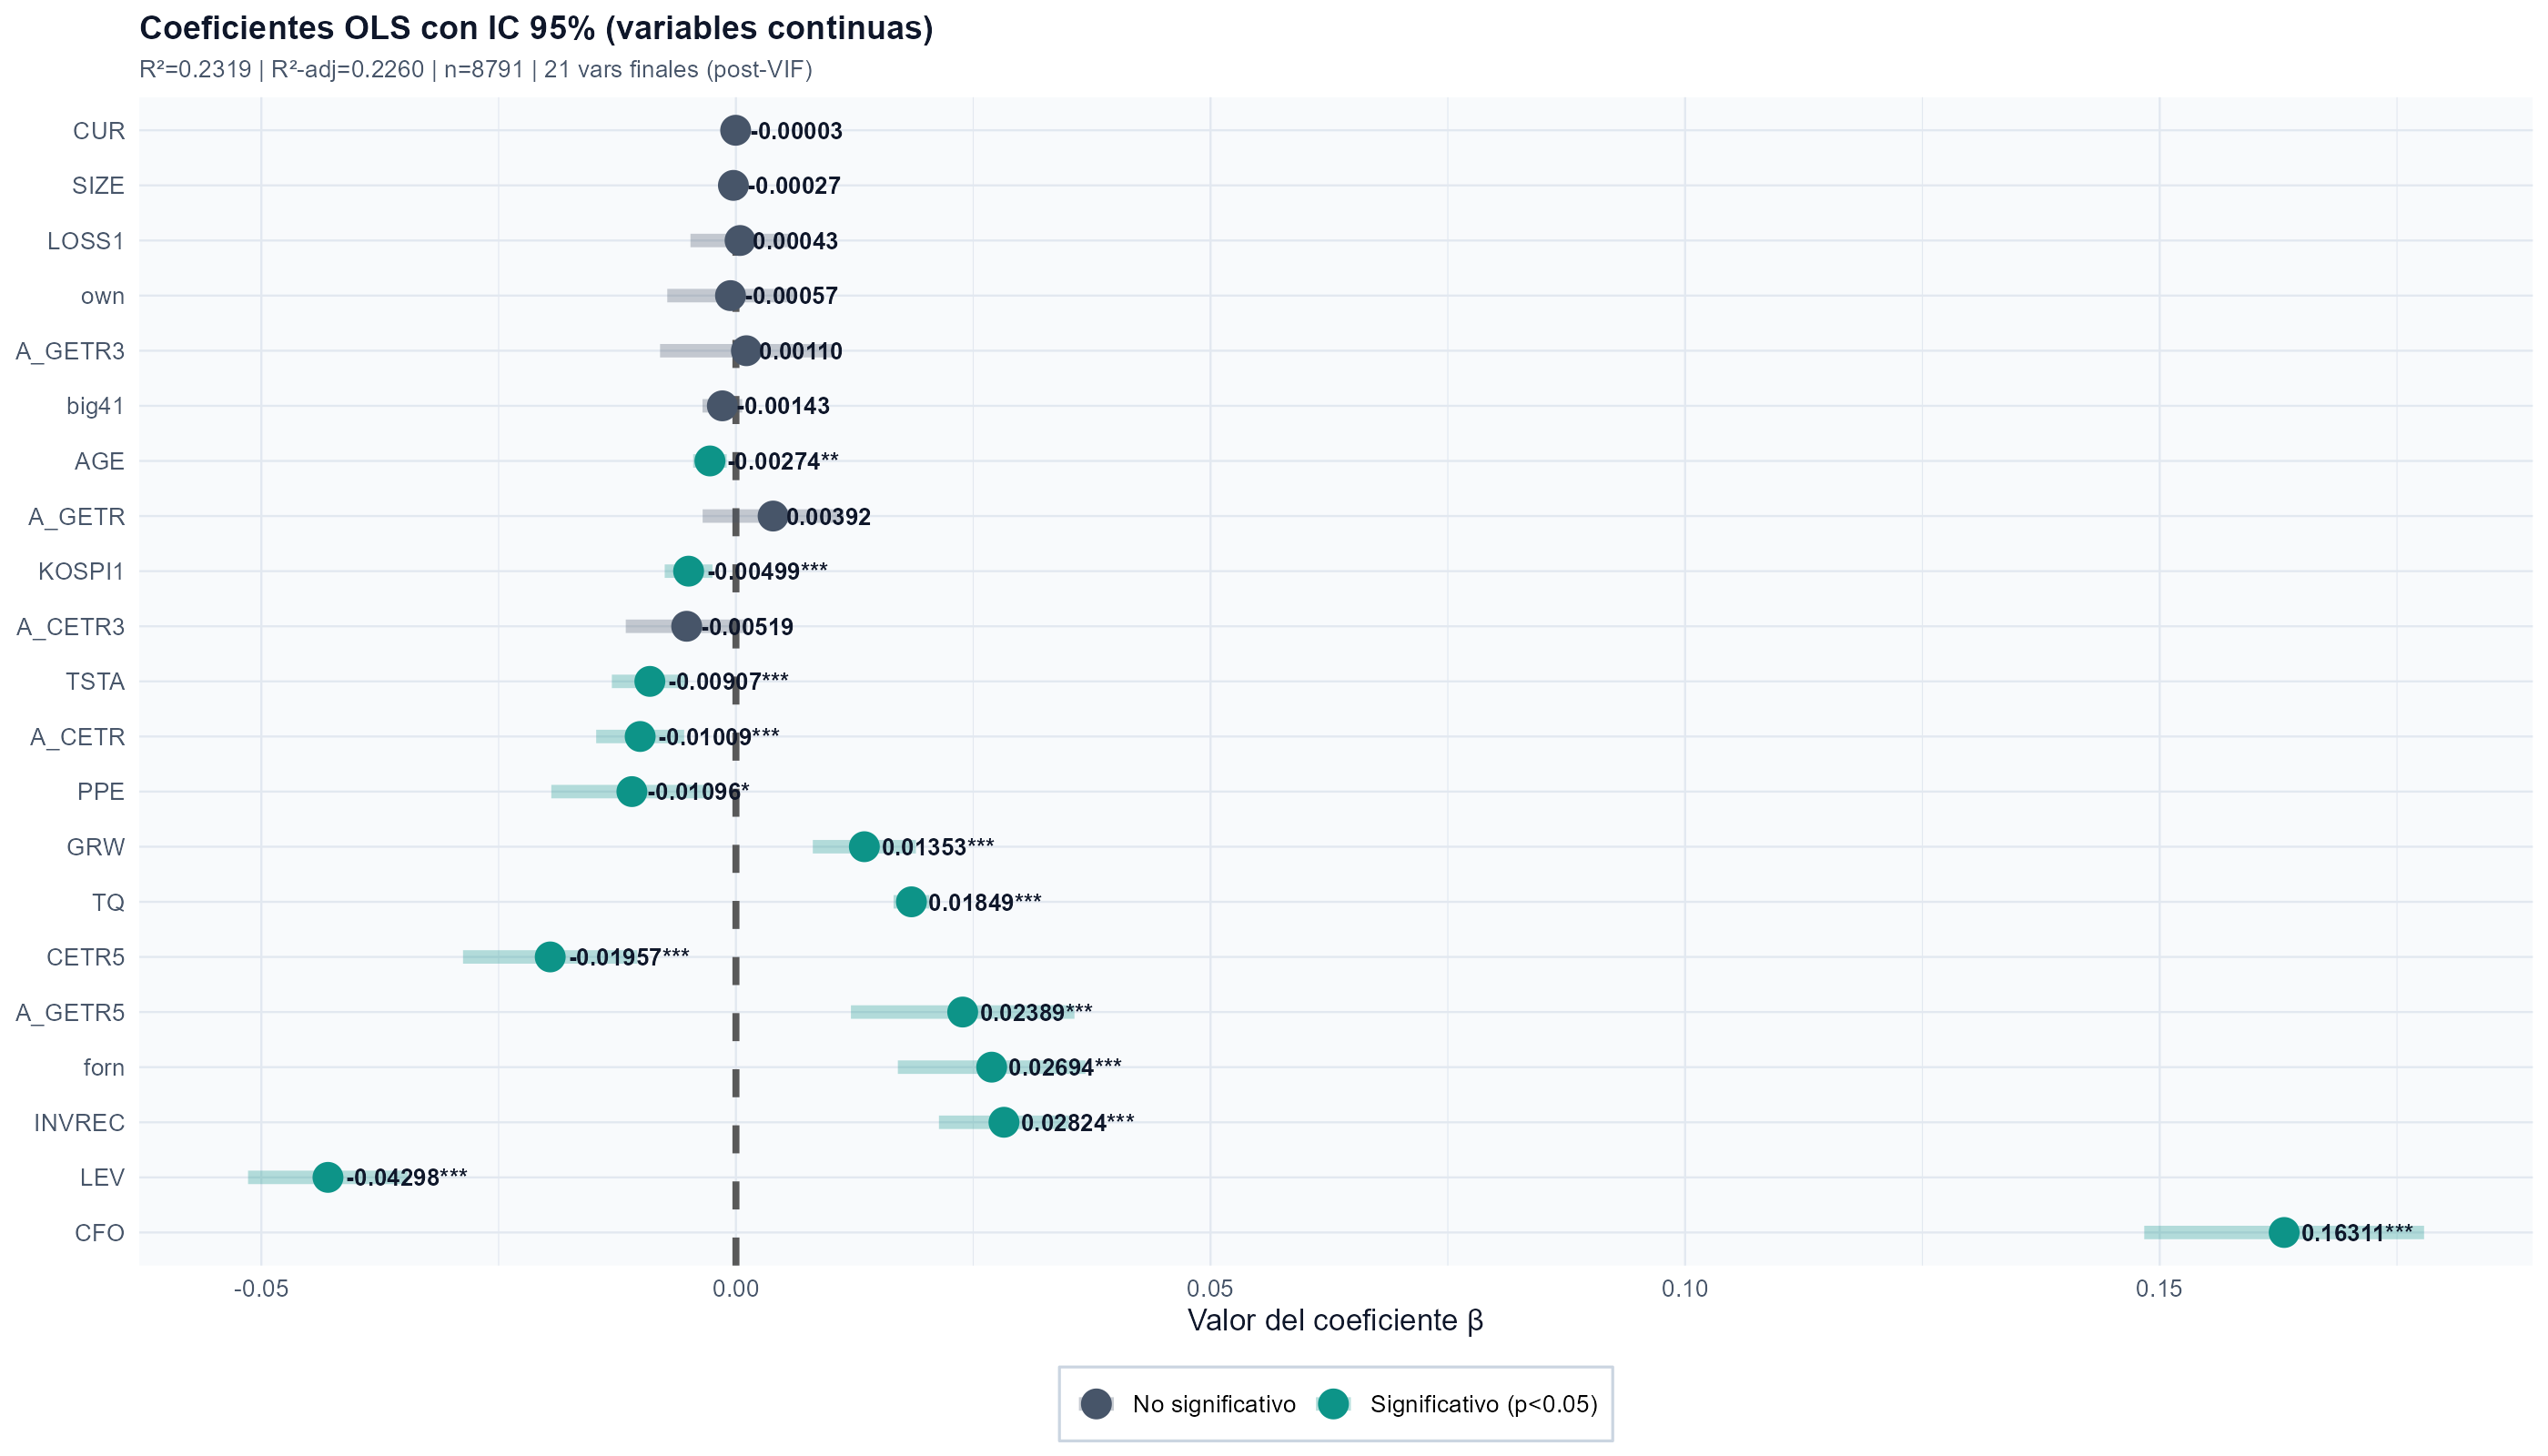 Coeficientes OLS con IC 95% (variables continuas)
R²=0.2319 | R²-adj=0.2260 | n=8791 | 21 vars finales (post-VIF)
CUR -0.00003
SIZE -0.00027
LOSS1 0.00043
own -0.00057
A_GETR3 0.00110
big41 -0.00143
AGE -0.00274**
A_GETR 0.00392
KOSPI1 -0.00499***
A_CETR3 -0.00519
TSTA -0.00907***
A_CETR -0.01009***
PPE -0.01096*
GRW 0.01353***
TQ 0.01849***
CETR5 -0.01957***
A_GETR5 0.02389***
forn 0.02694***
INVREC 0.02824***
LEV -0.04298***
CFO 0.16311***
-0.05 0.00 0.05 0.10 0.15
Valor del coeficiente β
No significativo Significativo (p<0.05)